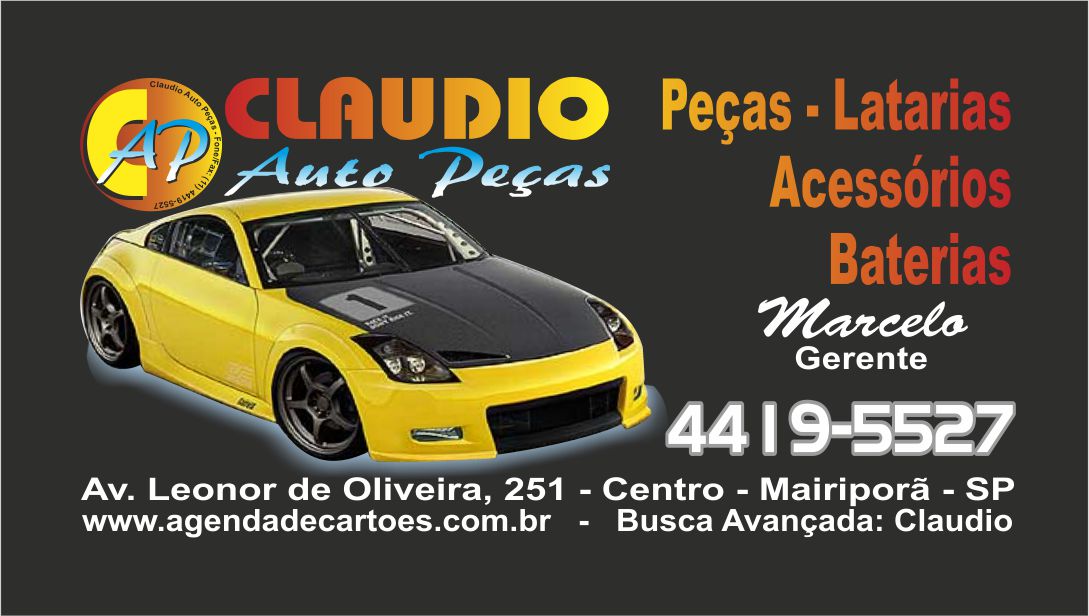 Claudio Auto Peças - Fone/Fax: (11) 4419-5527
AP
CLAUDIO
Auto Peças
Peças - Latarias
Acessórios
Baterias
Marcelo
Gerente
1
4419-5527
Av. Leonor de Oliveira, 251 - Centro - Mairiporã - SP
www.agendadecartoes.com.br - Busca Avançada: Claudio